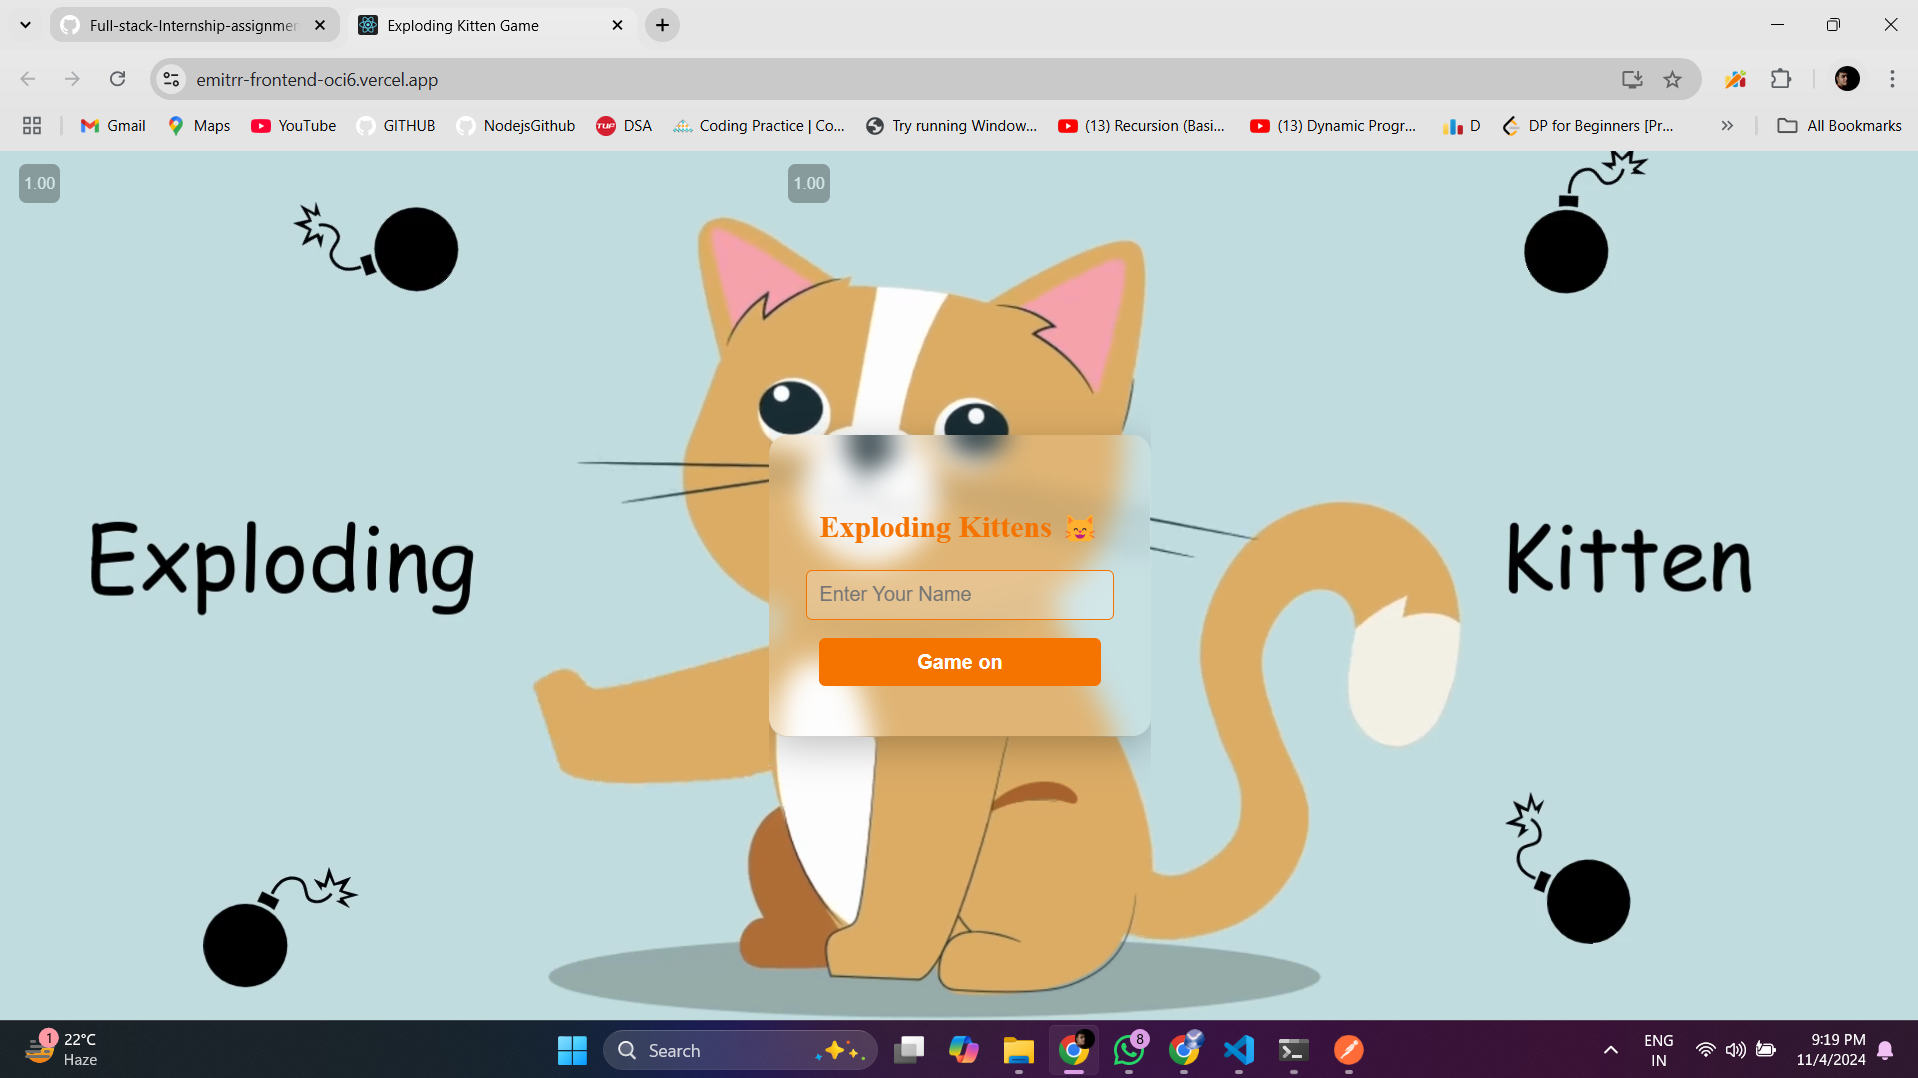 Full-stack-Internship-assignmen
Exploding Kitten Game
emitrr-frontend-oci6.vercel.app
Gmail
Maps
YouTube
GITHUB
NodejsGithub
TUF
DSA
Coding Practice | Co...
Try running Window...
(13) Recursion (Basi...
(13) Dynamic Progr...
D
DP for Beginners [Pr...
All Bookmarks
1.00
1.00
Exploding
Kitten
Exploding Kittens 😸
Enter Your Name
Game on
1
22°C
Haze
Search
8
ENG
IN
9:19 PM
11/4/2024